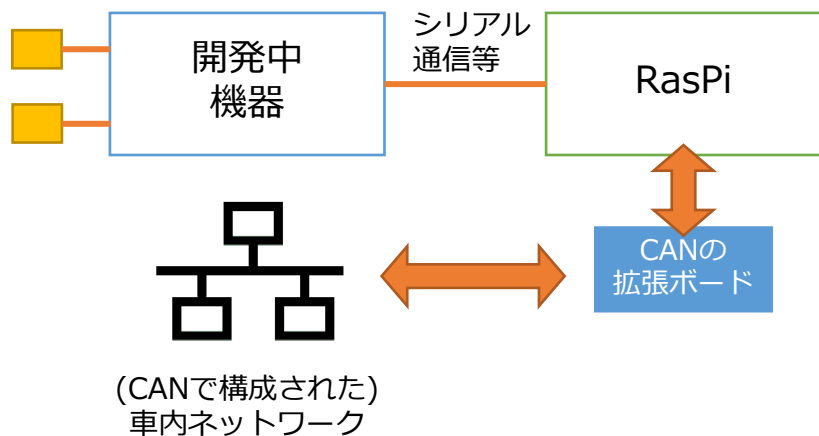 開発中
機器
シリアル
通信等
RasPi
CANの
拡張ボード
(CANで構成された)
車内ネットワーク